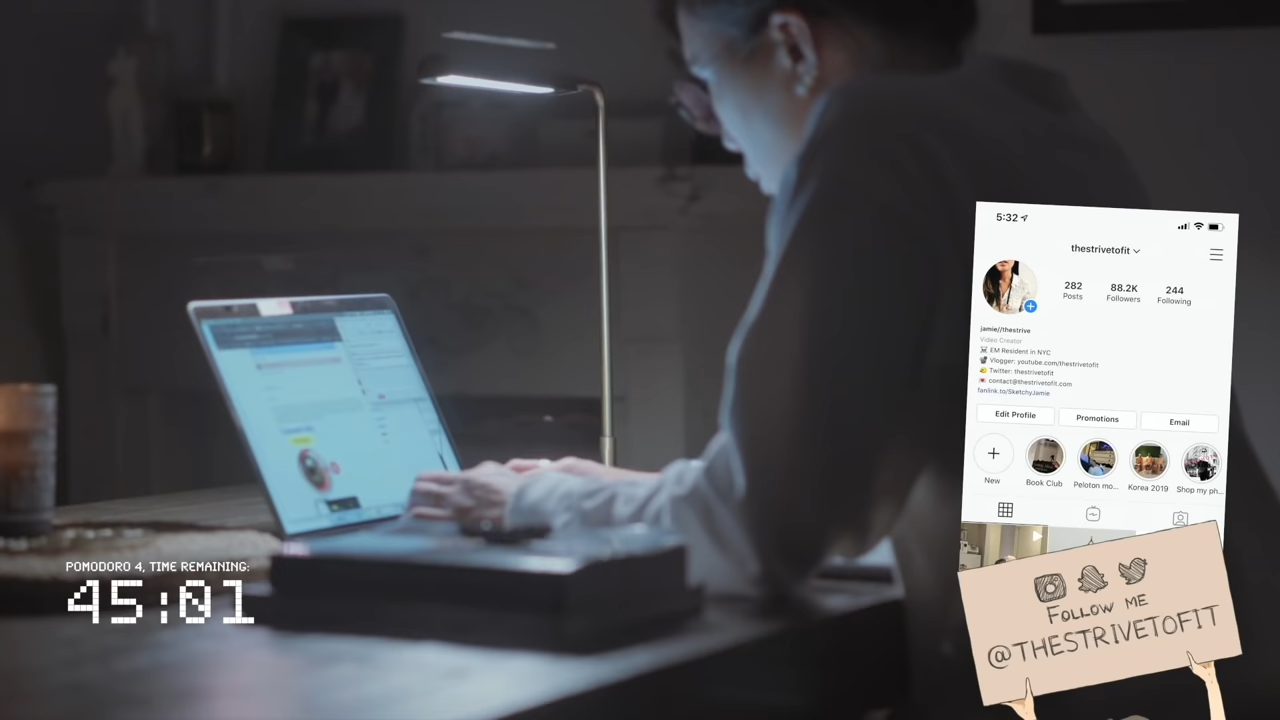 POMODORO 4, TIME REMAINING:
45:01
5:32
thestrivetofit
282
Posts
88.2K
Followers
244
Following
jamie//thestrive
Video Creator
EM Resident in NYC
Vlogger: youtube.com/thestrivetofit
Twitter: thestrivetofit
contact@thestrivetofit.com
fanlink.to/SketchyJamie
Edit Profile
Promotions
Email
New
Book Club
Peloton mo...
Korea 2019
Shop my ph...
FOLLOW ME
@THESTRIVETOFIT